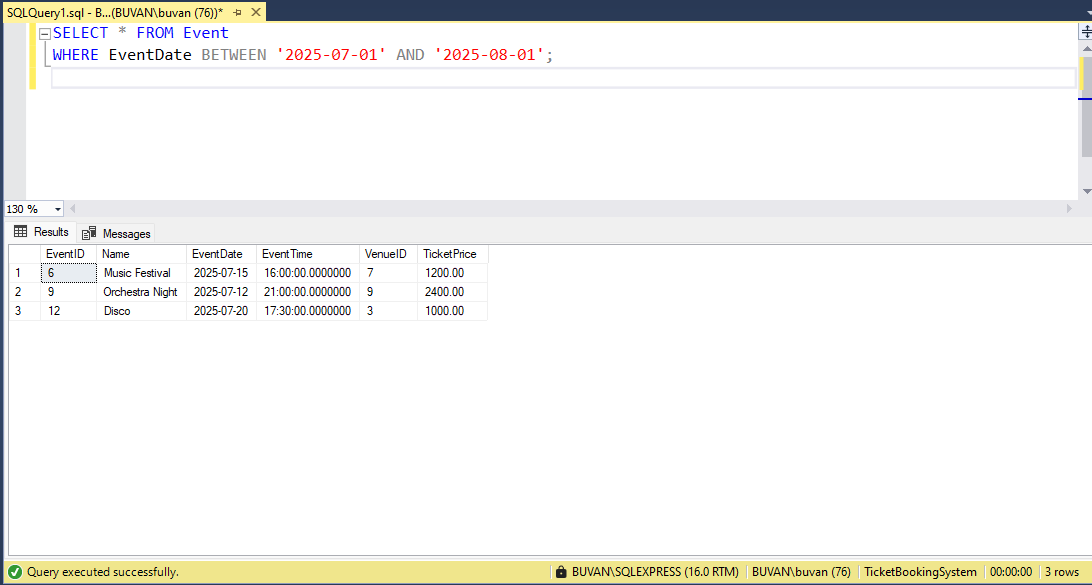 SQLQuery1.sql - B...(BUVAN\buvan (76))*
SELECT * FROM Event
WHERE EventDate BETWEEN '2025-07-01' AND '2025-08-01';
130 %
Results Messages
EventID Name EventDate EventTime VenueID TicketPrice
1 6 Music Festival 2025-07-15 16:00:00.0000000 7 1200.00
2 9 Orchestra Night 2025-07-12 21:00:00.0000000 9 2400.00
3 12 Disco 2025-07-20 17:30:00.0000000 3 1000.00
Query executed successfully. BUVAN\SQLEXPRESS (16.0 RTM) BUVAN\buvan (76) TicketBookingSystem 00:00:00 3 rows